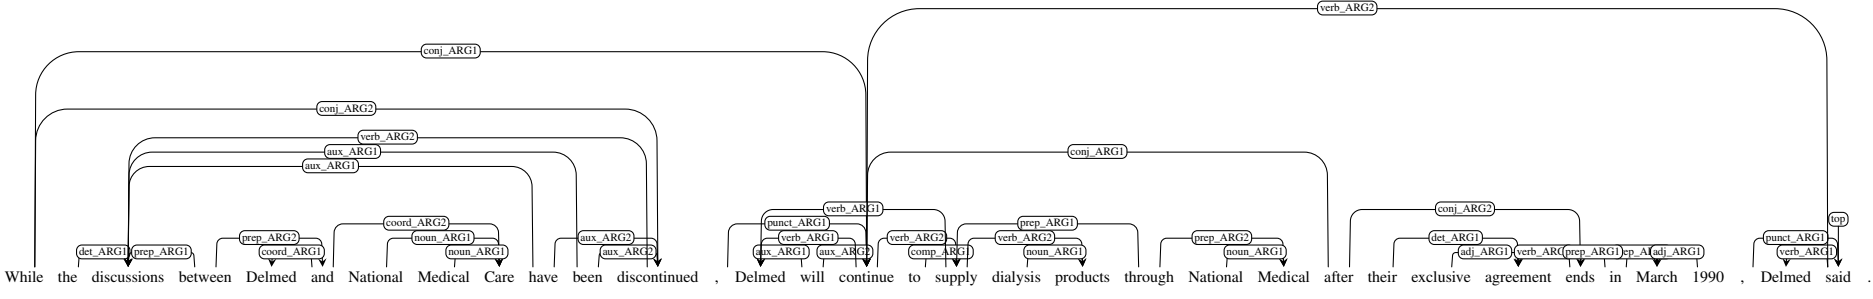 verb_ARG2
conj_ARG1
conj_ARG2
verb_ARG2
aux_ARG1 conj_ARG1
aux_ARG1
verb_ARG1 conj_ARG2
coord_ARG2 punct_ARG1 prep_ARG1 top
prep_ARG2 noun_ARG1 aux_ARG2 verb_ARG1 verb_ARG2 verb_ARG2 prep_ARG2 det_ARG1 punct_ARG1
det_ARG1 prep_ARG1 coord_ARG1 noun_ARG1 aux_ARG2 aux_ARG1 aux_ARG2 comp_ARG1 noun_ARG1 noun_ARG1 adj_ARG1 verb_ARG1 prep_ARG1 adj_ARG1 verb_ARG1
While the discussions between Delmed and National Medical Care have been discontinued , Delmed will continue to supply dialysis products through National Medical after their exclusive agreement ends in March 1990 , Delmed said .